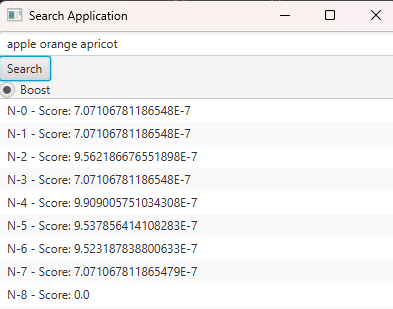 Search Application
apple orange apricot
Search
Boost
N-0 - Score: 7.07106781186548E-7
N-1 - Score: 7.07106781186548E-7
N-2 - Score: 9.562186676551898E-7
N-3 - Score: 7.07106781186548E-7
N-4 - Score: 9.909005751034308E-7
N-5 - Score: 9.537856414108283E-7
N-6 - Score: 9.523187838800633E-7
N-7 - Score: 7.071067811865479E-7
N-8 - Score: 0.0